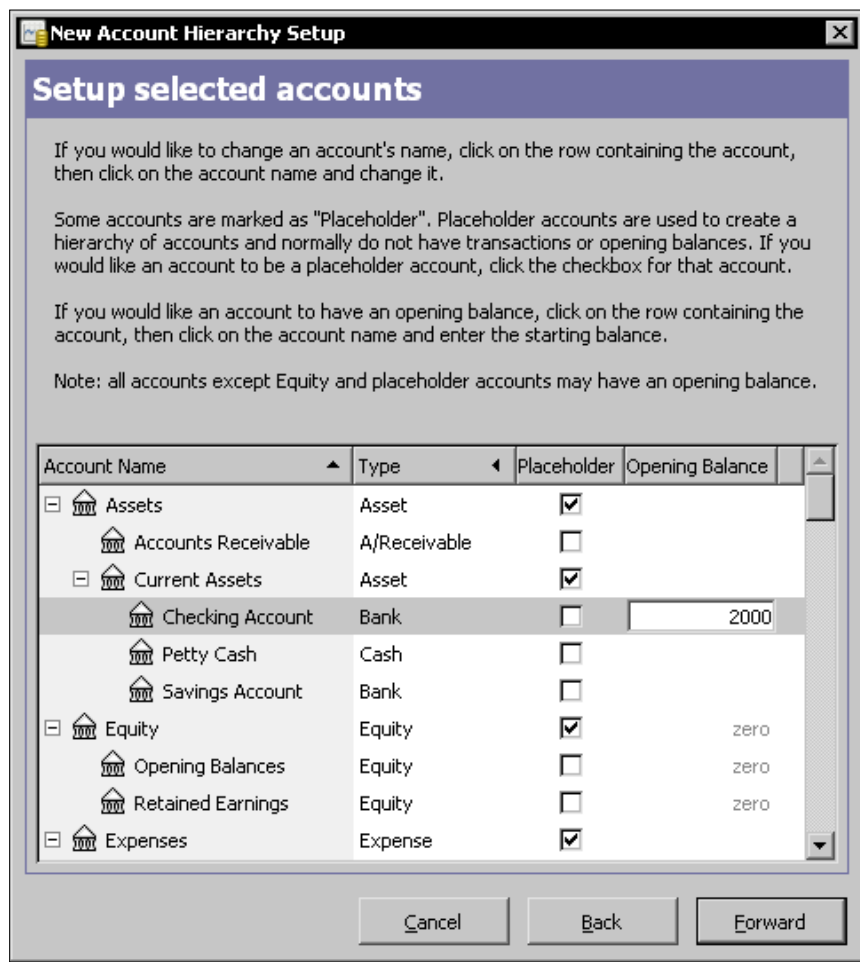 New Account Hierarchy Setup
Setup selected accounts
If you would like to change an account's name, click on the row containing the account,
then click on the account name and change it.
Some accounts are marked as "Placeholder". Placeholder accounts are used to create a
hierarchy of accounts and normally do not have transactions or opening balances. If you
would like an account to be a placeholder account, click the checkbox for that account.
If you would like an account to have an opening balance, click on the row containing the
account, then click on the account name and enter the starting balance.
Note: all accounts except Equity and placeholder accounts may have an opening balance.
Account Name Type Placeholder Opening Balance
Assets Asset
Accounts Receivable A/Receivable
Current Assets Asset
Checking Account Bank 2000
Petty Cash Cash
Savings Account Bank
Equity Equity zero
Opening Balances Equity zero
Retained Earnings Equity zero
Expenses Expense
Cancel Back Forward